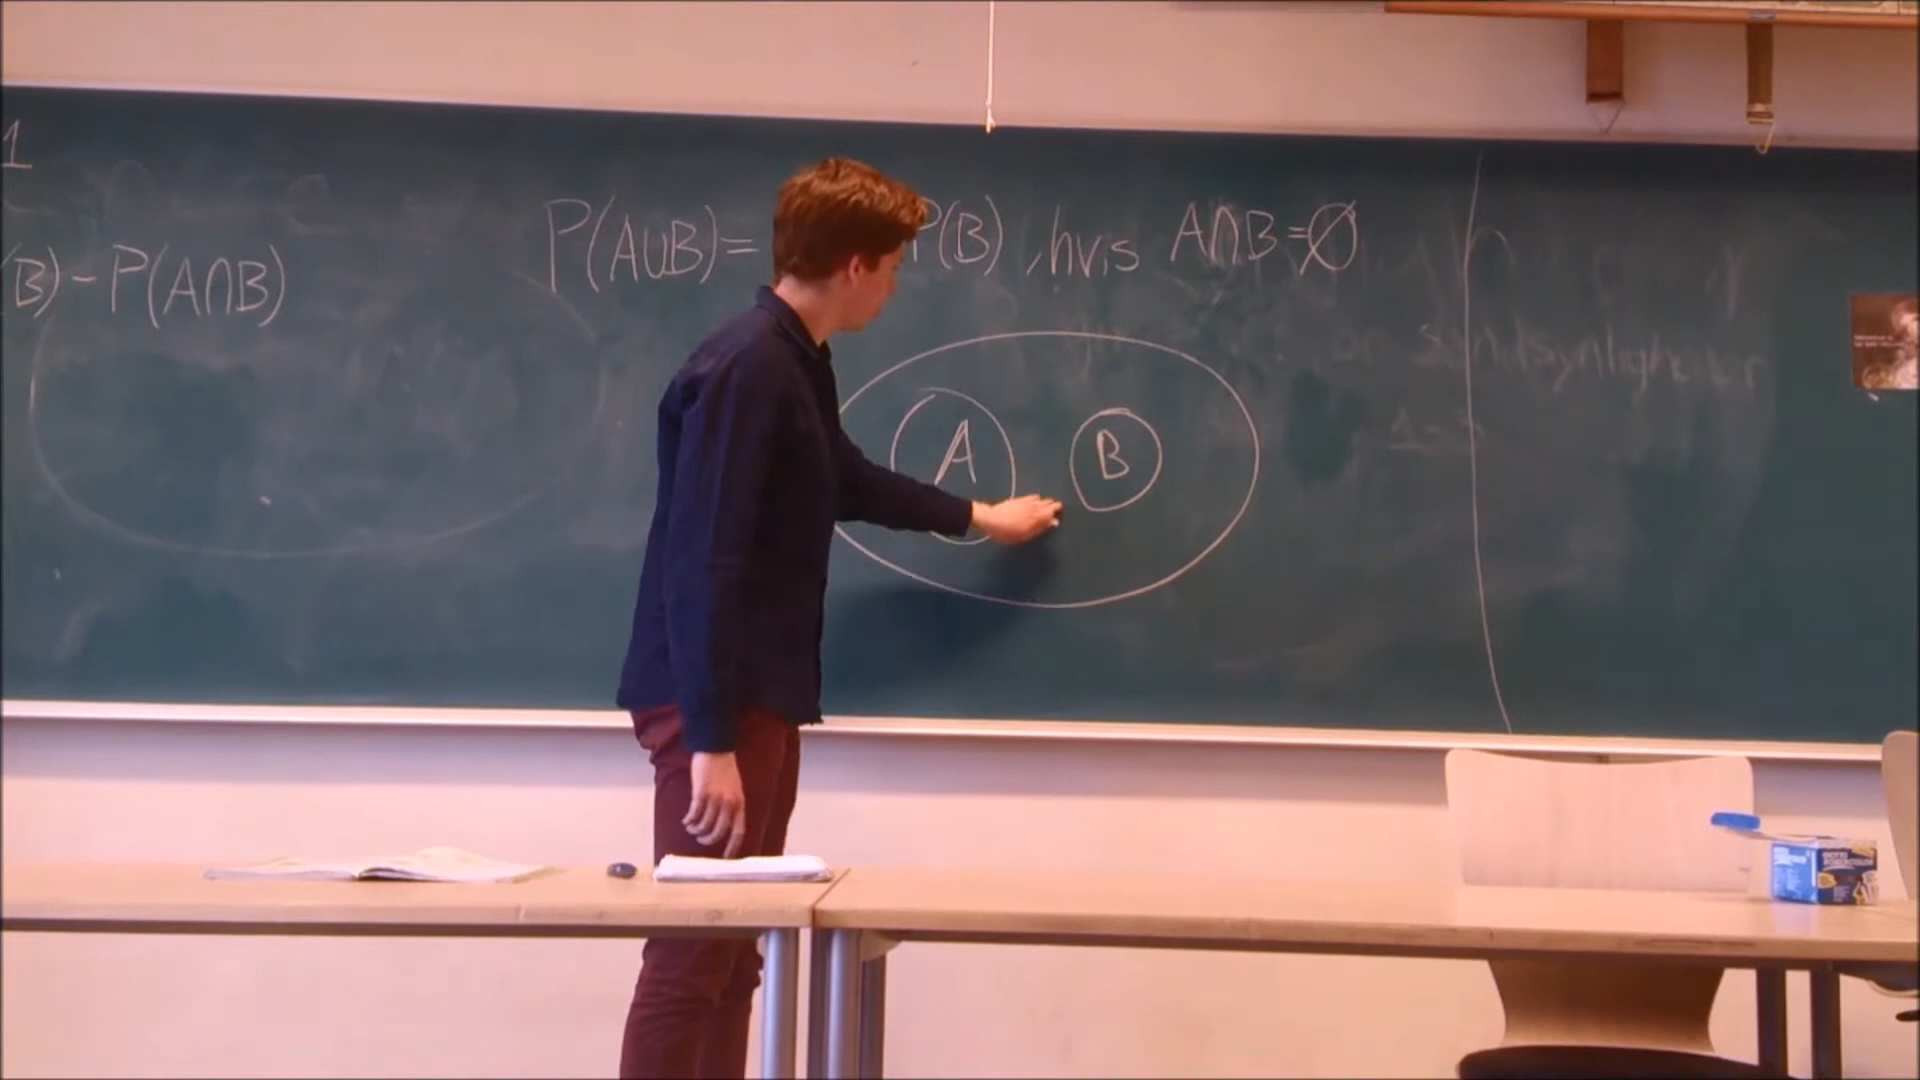 1
B)-P(A∩B)
P(A∪B)= P(B) ,hvis A∩B=Ø
A
B